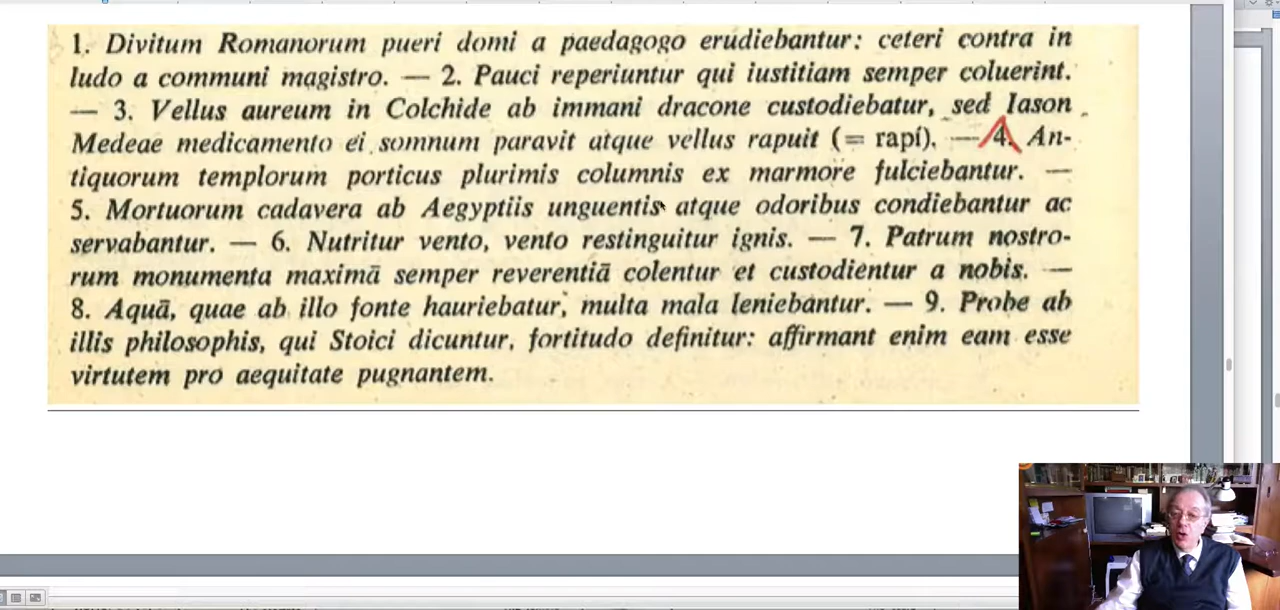 1. Divitum Romanorum pueri domi a paedagogo erudiebantur: ceteri contra in
ludo a communi magistro. — 2. Pauci reperiuntur qui iustitiam semper coluerint.
— 3. Vellus aureum in Colchide ab immani dracone custodiebatur, sed Iason
Medeae medicamento ei somnum paravit atque vellus rapuit (= rapí). — 4. An-
tiquorum templorum porticus plurimis columnis ex marmore fulciebantur. —
5. Mortuorum cadavera ab Aegyptiis unguentis atque odoribus condiebantur ac
servabantur. — 6. Nutritur vento, vento restinguitur ignis. — 7. Patrum nostro-
rum monumenta maximā semper reverentiā colentur et custodientur a nobis. —
8. Aquā, quae ab illo fonte hauriebatur, multa mala leniebantur. — 9. Probe ab
illis philosophis, qui Stoici dicuntur, fortitudo definitur: affirmant enim eam esse
virtutem pro aequitate pugnantem.